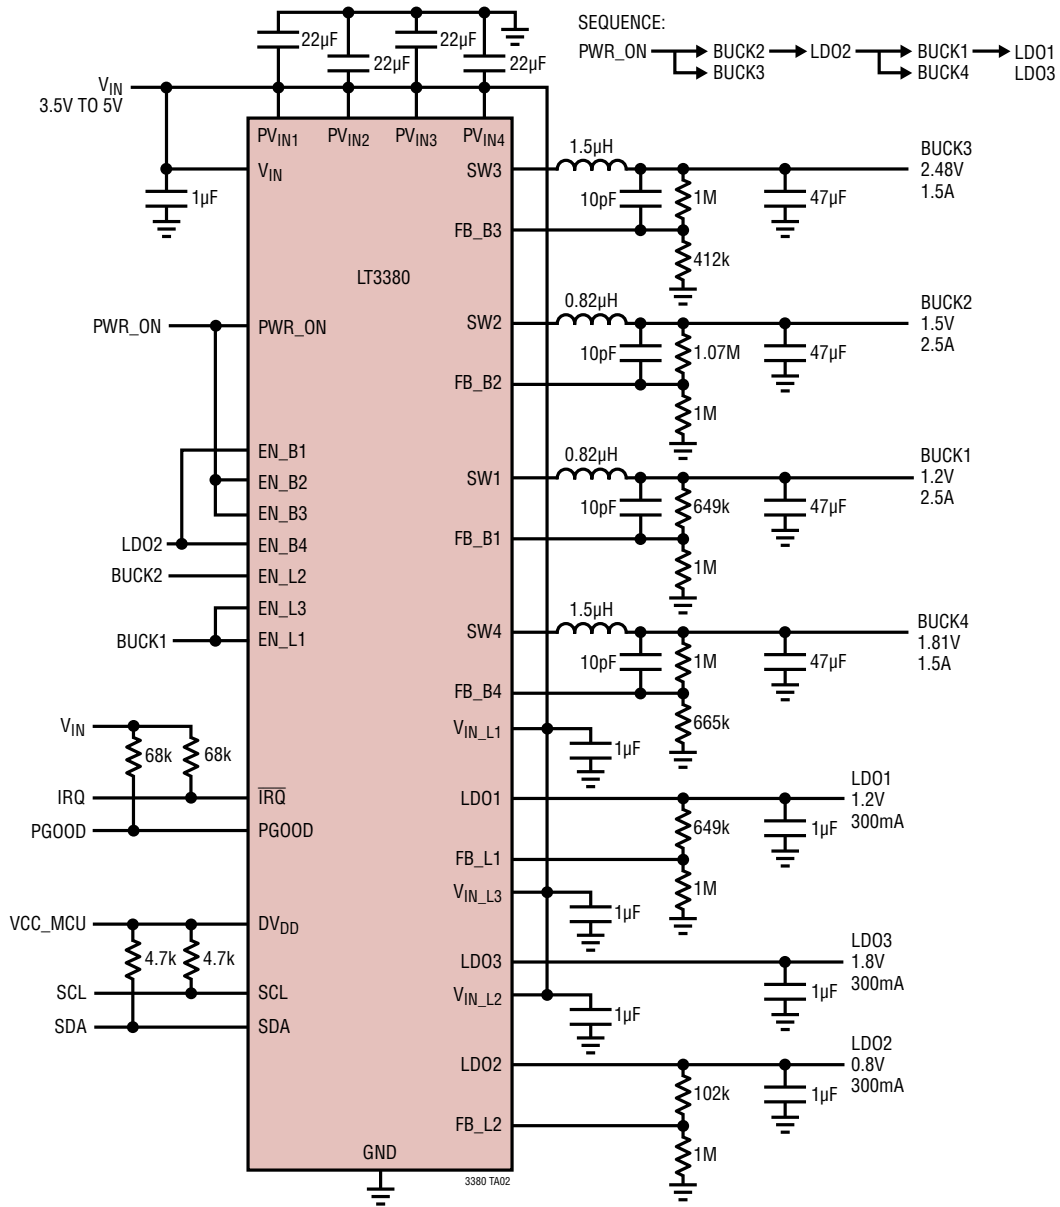 SEQUENCE:
PWR_ON BUCK2 LDO2 BUCK1 LDO1
BUCK3 BUCK4 LDO3
22µF
22µF
22µF
22µF
VIN
3.5V TO 5V
PVIN1 PVIN2 PVIN3 PVIN4
VIN
1µF
LT3380
PWR_ON
PWR_ON
EN_B1
EN_B2
EN_B3
LDO2
EN_B4
BUCK2
EN_L2
EN_L3
BUCK1
EN_L1
VIN
68k
68k
IRQ
IRQ
PGOOD
PGOOD
VCC_MCU
DVDD
4.7k
4.7k
SCL
SCL
SDA
SDA
GND
3380 TA02
SW3
1.5µH
10pF
1M
47µF
BUCK3
2.48V
1.5A
FB_B3
412k
SW2
0.82µH
10pF
1.07M
47µF
BUCK2
1.5V
2.5A
FB_B2
1M
SW1
0.82µH
10pF
649k
47µF
BUCK1
1.2V
2.5A
FB_B1
1M
SW4
1.5µH
10pF
1M
47µF
BUCK4
1.81V
1.5A
FB_B4
665k
VIN_L1
1µF
LDO1
649k
1µF
LDO1
1.2V
300mA
FB_L1
1M
VIN_L3
1µF
LDO3
1µF
LDO3
1.8V
300mA
VIN_L2
1µF
LDO2
102k
1µF
LDO2
0.8V
300mA
FB_L2
1M